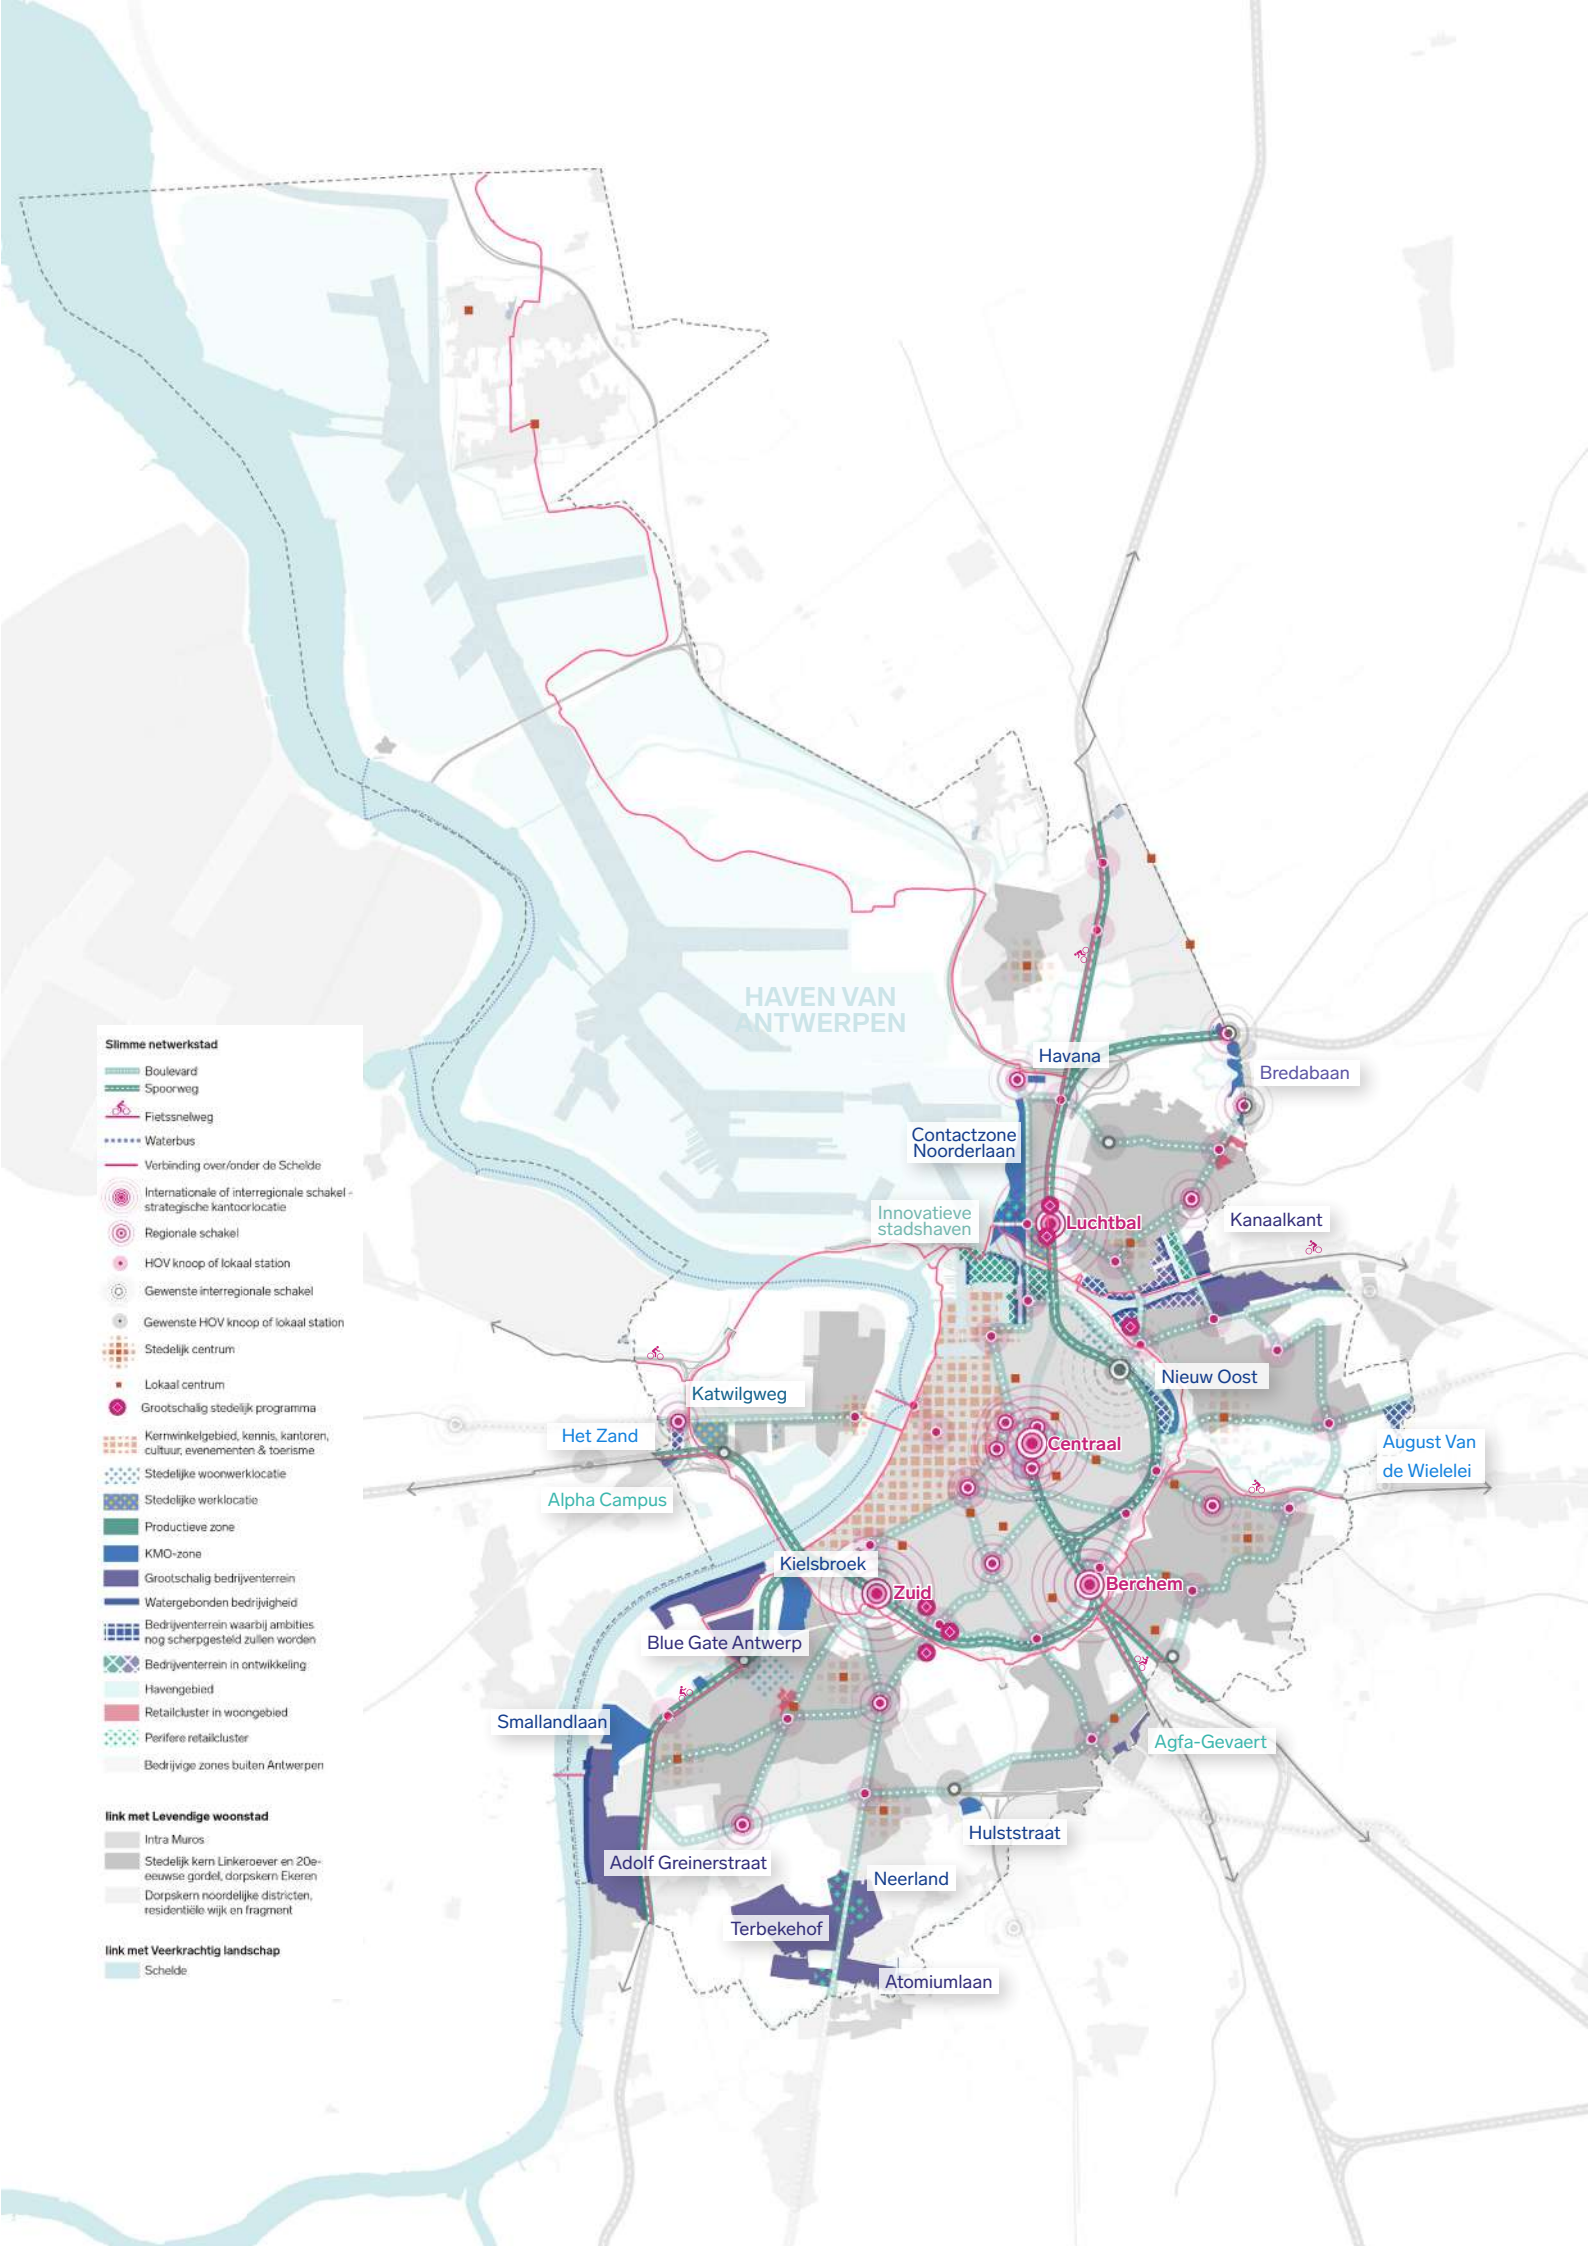 HAVEN VAN
ANTWERPEN
Havana
Bredabaan
Contactzone
Noorderlaan
Innovatieve
stadshaven
Luchtbal
Kanaalkant
Nieuw Oost
Katwilgweg
Het Zand
Centraal
August Van
de Wielelei
Alpha Campus
Kielsbroek
Zuid
Berchem
Blue Gate Antwerp
Smallandlaan
Agfa-Gevaert
Hulststraat
Adolf Greinerstraat
Neerland
Terbekehof
Atomiumlaan
Slimme netwerkstad
Boulevard
Spoorweg
Fietssnelweg
Waterbus
Verbinding over/onder de Schelde
Internationale of interregionale schakel -
strategische kantoorlocatie
Regionale schakel
HOV knoop of lokaal station
Gewenste interregionale schakel
Gewenste HOV knoop of lokaal station
Stedelijk centrum
Lokaal centrum
Grootschalig stedelijk programma
Kernwinkelgebied, kennis, kantoren,
cultuur, evenementen & toerisme
Stedelijke woonwerklocatie
Stedelijke werklocatie
Productieve zone
KMO-zone
Grootschalig bedrijventerrein
Watergebonden bedrijvigheid
Bedrijventerrein waarbij ambities
nog scherpgesteld zullen worden
Bedrijventerrein in ontwikkeling
Havengebied
Retailcluster in woongebied
Perifere retailcluster
Bedrijvige zones buiten Antwerpen
link met Levendige woonstad
Intra Muros
Stedelijk kern Linkeroever en 20e-
eeuwse gordel, dorpskern Ekeren
Dorpskern noordelijke districten,
residentiële wijk en fragment
link met Veerkrachtig landschap
Schelde